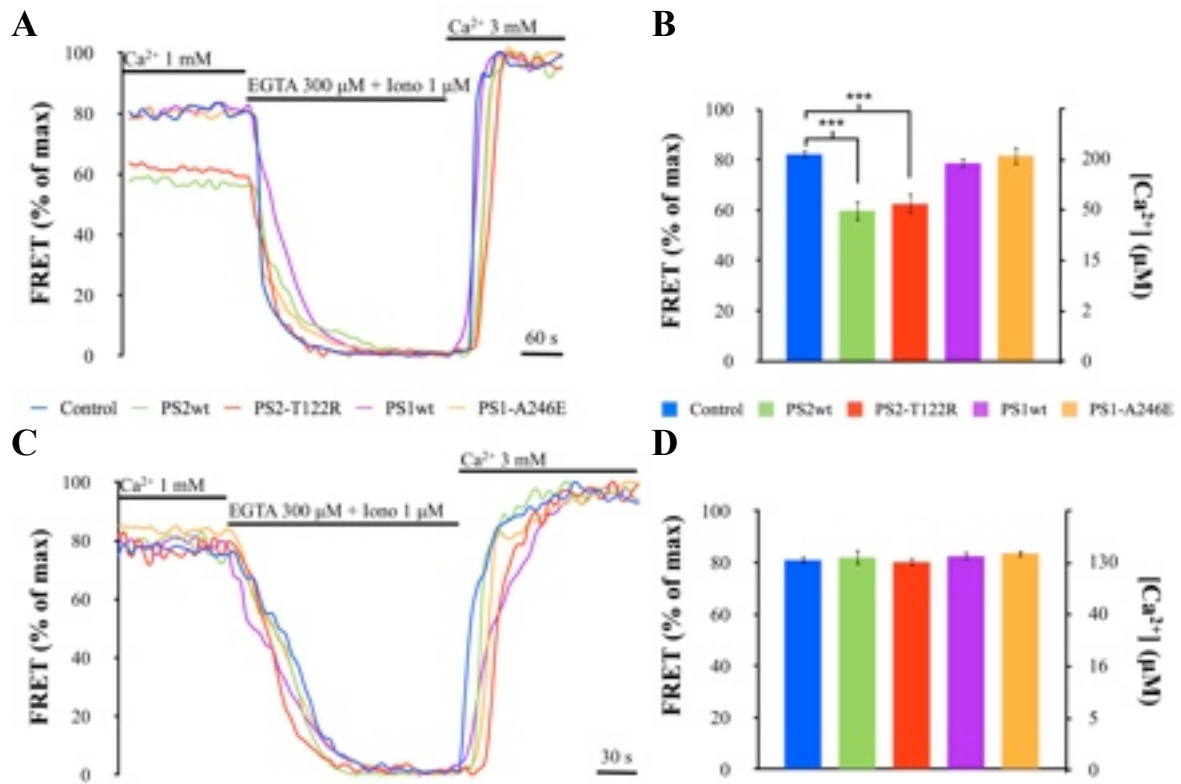 A
Ca²⁺ 3 mM
Ca²⁺ 1 mM
EGTA 300 μM + Iono 1 μM
FRET (% of max)
100
80
60
40
20
0
60 s
B
***
***
FRET (% of max)
100
80
60
40
20
0
200
50
15
2
0
[Ca²⁺] (μM)
Control PS2wt PS2-T122R PS1wt PS1-A246E
Control PS2wt PS2-T122R PS1wt PS1-A246E
C
Ca²⁺ 3 mM
Ca²⁺ 1 mM
EGTA 300 μM + Iono 1 μM
FRET (% of max)
100
80
60
40
20
0
30 s
D
FRET (% of max)
100
80
60
40
20
0
130
40
16
5
0
[Ca²⁺] (μM)